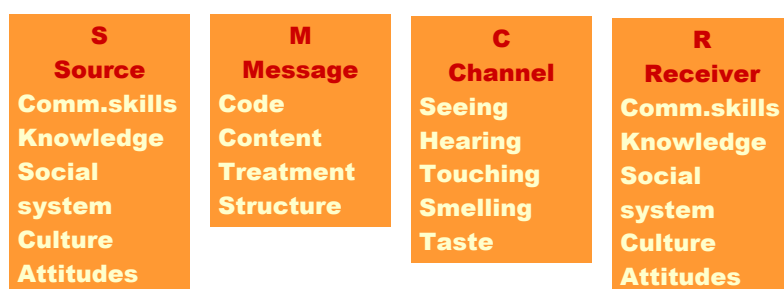 S
Source
Comm.skills
Knowledge
Social
system
Culture
Attitudes
M
Message
Code
Content
Treatment
Structure
C
Channel
Seeing
Hearing
Touching
Smelling
Taste
R
Receiver
Comm.skills
Knowledge
Social
system
Culture
Attitudes